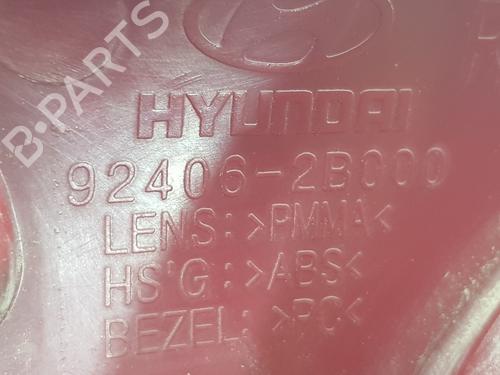 B-PARTS
HYUNDAI
92406-2B000
LENS: >PMMA<
HS'G: >ABS<
BEZEL: >PC<